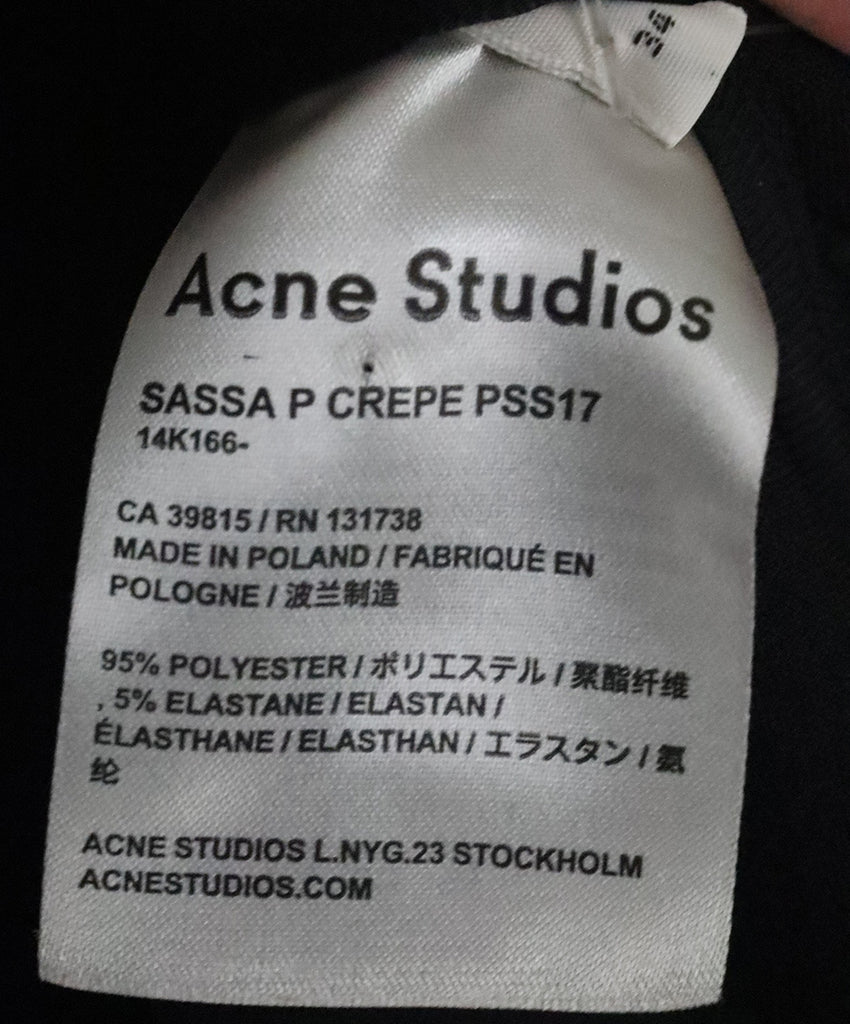 34
Acne Studios
SASSA P CREPE PSS17
14K166-
CA 39815 / RN 131738
MADE IN POLAND / FABRIQUÉ EN
POLOGNE / 波兰制造
95% POLYESTER / ポリエステル / 聚酯纤维
, 5% ELASTANE / ELASTAN /
ÉLASTHANE / ELASTHAN / エラスタン / 氨
纶
ACNE STUDIOS L.NYG.23 STOCKHOLM
ACNESTUDIOS.COM